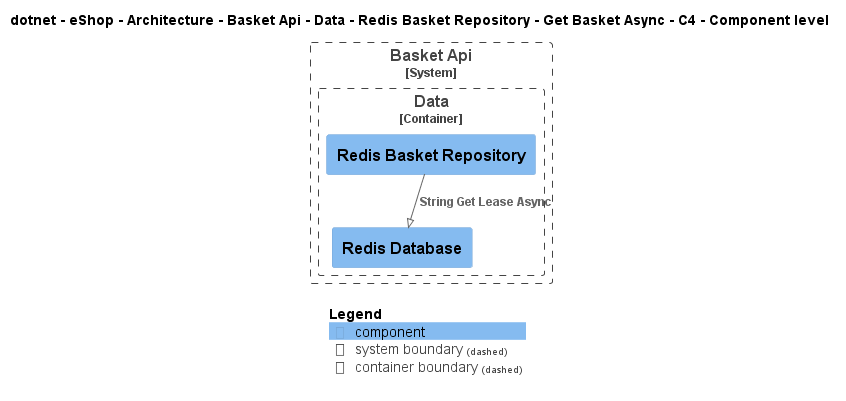 dotnet - eShop - Architecture - Basket Api - Data - Redis Basket Repository - Get Basket Async - C4 - Component level
Basket Api
[System]
Data
[Container]
Redis Basket Repository
String Get Lease Async
Redis Database
Legend
component
system boundary (dashed)
container boundary (dashed)